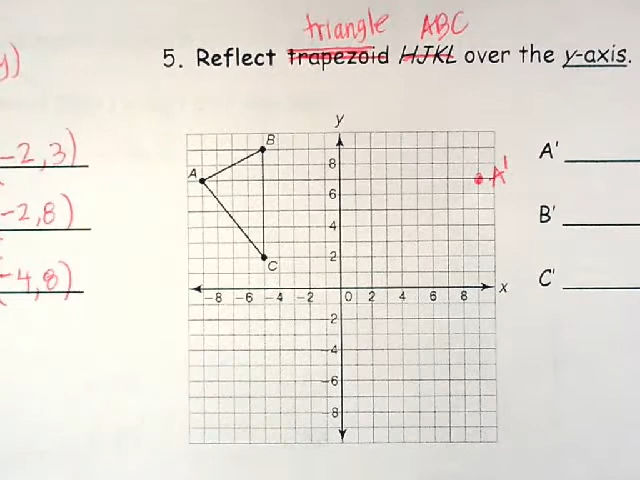 triangle ABC
5. Reflect trapezoid HJKL over the y-axis.
y)
-2,3)
-2,8)
-4,8)
y
B
A
8
A'
6
4
2
C
-8 -6 -4 -2 0 2 4 6 8 x
-2
-4
-6
-8
A'
B'
C'